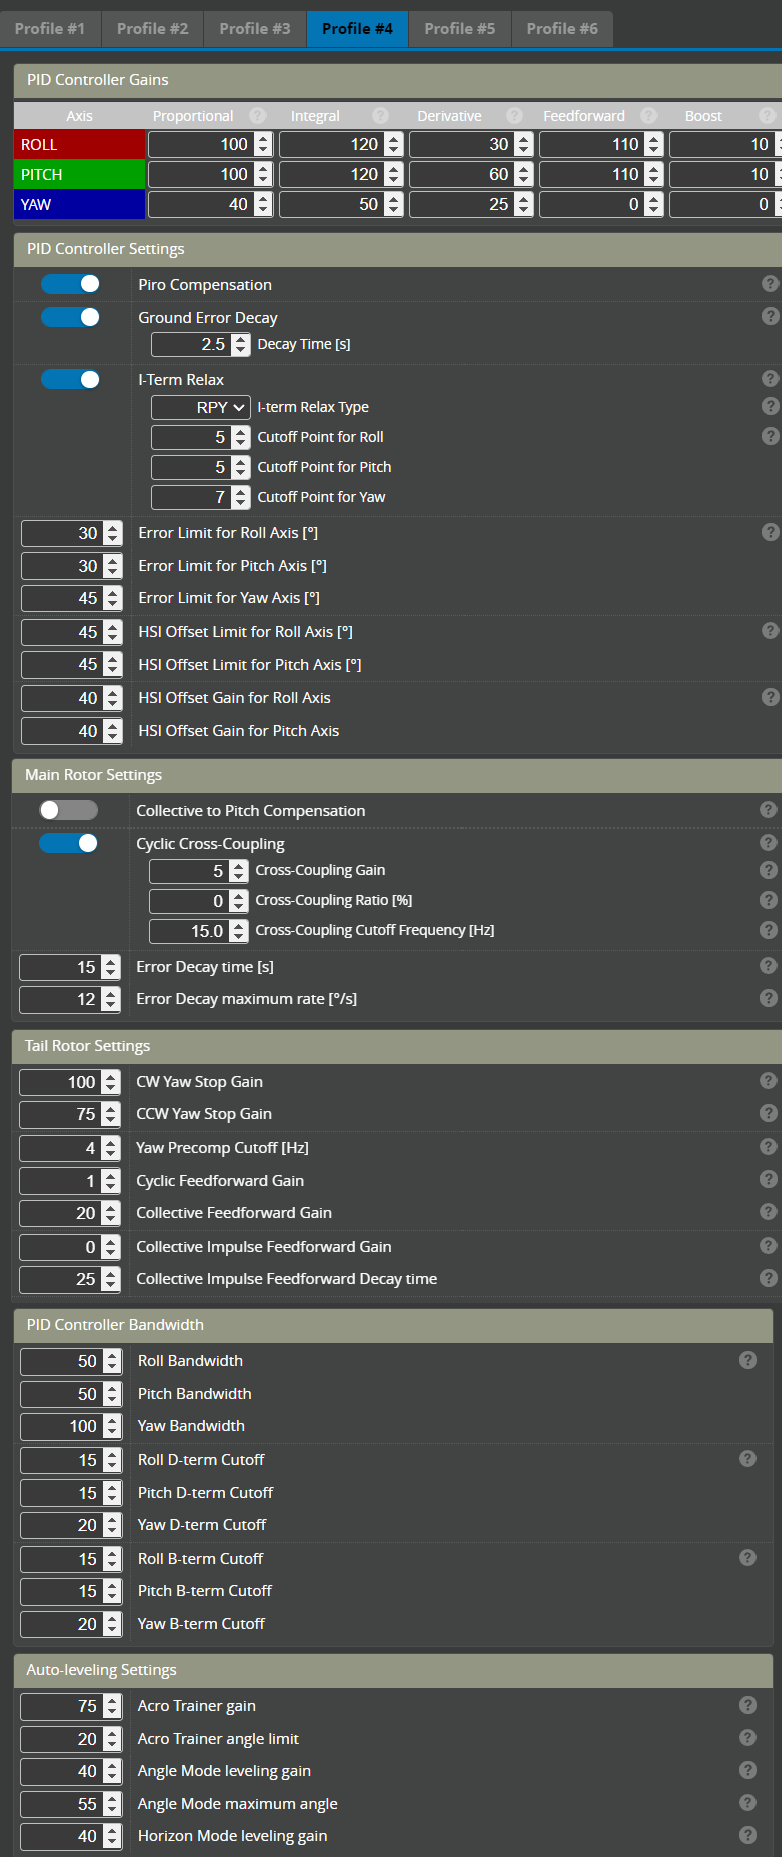 Profile #1 Profile #2 Profile #3 Profile #4 Profile #5 Profile #6
PID Controller Gains
Axis Proportional ? Integral ? Derivative ? Feedforward ? Boost ?
ROLL 100 120 30 110 10
PITCH 100 120 60 110 10
YAW 40 50 25 0 0
PID Controller Settings
Piro Compensation ?
Ground Error Decay ?
2.5 Decay Time [s]
I-Term Relax ?
RPY I-term Relax Type ?
5 Cutoff Point for Roll ?
5 Cutoff Point for Pitch
7 Cutoff Point for Yaw
30 Error Limit for Roll Axis [°] ?
30 Error Limit for Pitch Axis [°]
45 Error Limit for Yaw Axis [°]
45 HSI Offset Limit for Roll Axis [°] ?
45 HSI Offset Limit for Pitch Axis [°]
40 HSI Offset Gain for Roll Axis ?
40 HSI Offset Gain for Pitch Axis
Main Rotor Settings
Collective to Pitch Compensation ?
Cyclic Cross-Coupling ?
5 Cross-Coupling Gain ?
0 Cross-Coupling Ratio [%] ?
15.0 Cross-Coupling Cutoff Frequency [Hz] ?
15 Error Decay time [s] ?
12 Error Decay maximum rate [°/s] ?
Tail Rotor Settings
100 CW Yaw Stop Gain ?
75 CCW Yaw Stop Gain ?
4 Yaw Precomp Cutoff [Hz] ?
1 Cyclic Feedforward Gain ?
20 Collective Feedforward Gain ?
0 Collective Impulse Feedforward Gain ?
25 Collective Impulse Feedforward Decay time ?
PID Controller Bandwidth
50 Roll Bandwidth ?
50 Pitch Bandwidth
100 Yaw Bandwidth
15 Roll D-term Cutoff ?
15 Pitch D-term Cutoff
20 Yaw D-term Cutoff
15 Roll B-term Cutoff ?
15 Pitch B-term Cutoff
20 Yaw B-term Cutoff
Auto-leveling Settings
75 Acro Trainer gain ?
20 Acro Trainer angle limit ?
40 Angle Mode leveling gain ?
55 Angle Mode maximum angle ?
40 Horizon Mode leveling gain ?